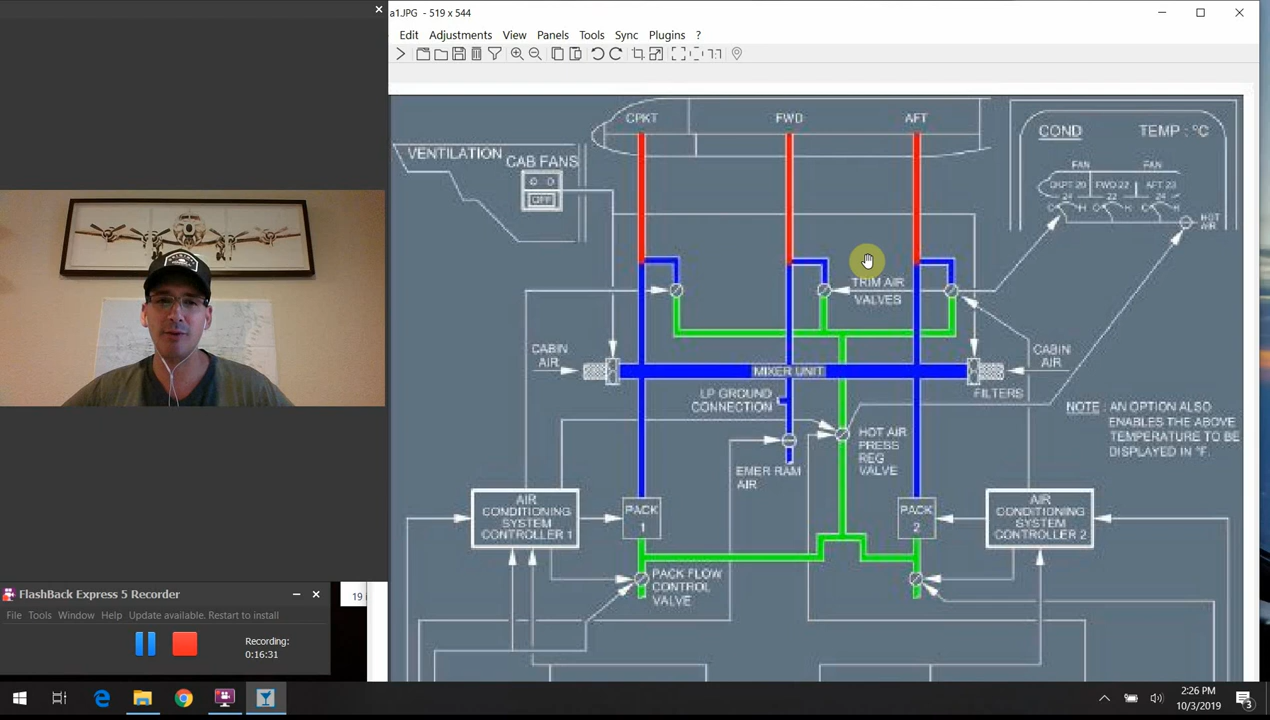 a1.JPG - 519 x 544
Edit Adjustments View Panels Tools Sync Plugins ?
CPKT FWD AFT
VENTILATION
CAB FANS
OFF
COND TEMP : °C
FAN FAN
CKPT 20 FWD 22 AFT 23
24 22 24
C H C H C H
HOT
AIR
TRIM AIR
VALVES
CABIN
AIR
MIXER UNIT
CABIN
AIR
FILTERS
LP GROUND
CONNECTION
HOT AIR
PRESS
REG
VALVE
EMER RAM
AIR
NOTE : AN OPTION ALSO
ENABLES THE ABOVE
TEMPERATURE TO BE
DISPLAYED IN °F.
AIR
CONDITIONING
SYSTEM
CONTROLLER 1
PACK
1
PACK
2
AIR
CONDITIONING
SYSTEM
CONTROLLER 2
PACK FLOW
CONTROL
VALVE
FlashBack Express 5 Recorder
File Tools Window Help Update available. Restart to install
Recording:
0:16:31
19
2:26 PM
10/3/2019
3